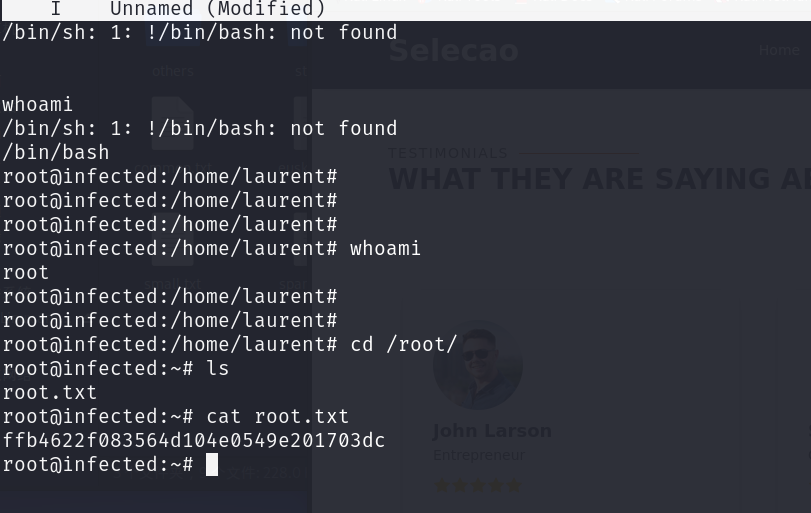 I    Unnamed (Modified)
/bin/sh: 1: !/bin/bash: not found
Selecao
Home
others
whoami
/bin/sh: 1: !/bin/bash: not found
/bin/bash
TESTIMONIALS
root@infected:/home/laurent#
WHAT THEY ARE SAYING
root@infected:/home/laurent#
root@infected:/home/laurent#
root@infected:/home/laurent# whoami
root
root@infected:/home/laurent#
root@infected:/home/laurent#
root@infected:/home/laurent# cd /root/
root@infected:~# ls
root.txt
root@infected:~# cat root.txt
ffb4622f083564d104e0549e201703dc
John Larson
Entrepreneur
root@infected:~#